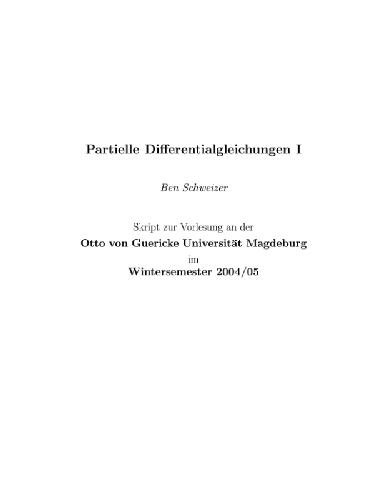 Partielle Differentialgleichungen I
Ben Schweizer
Skript zur Vorlesung an der
Otto von Guericke Universität Magdeburg
im
Wintersemester 2004/05